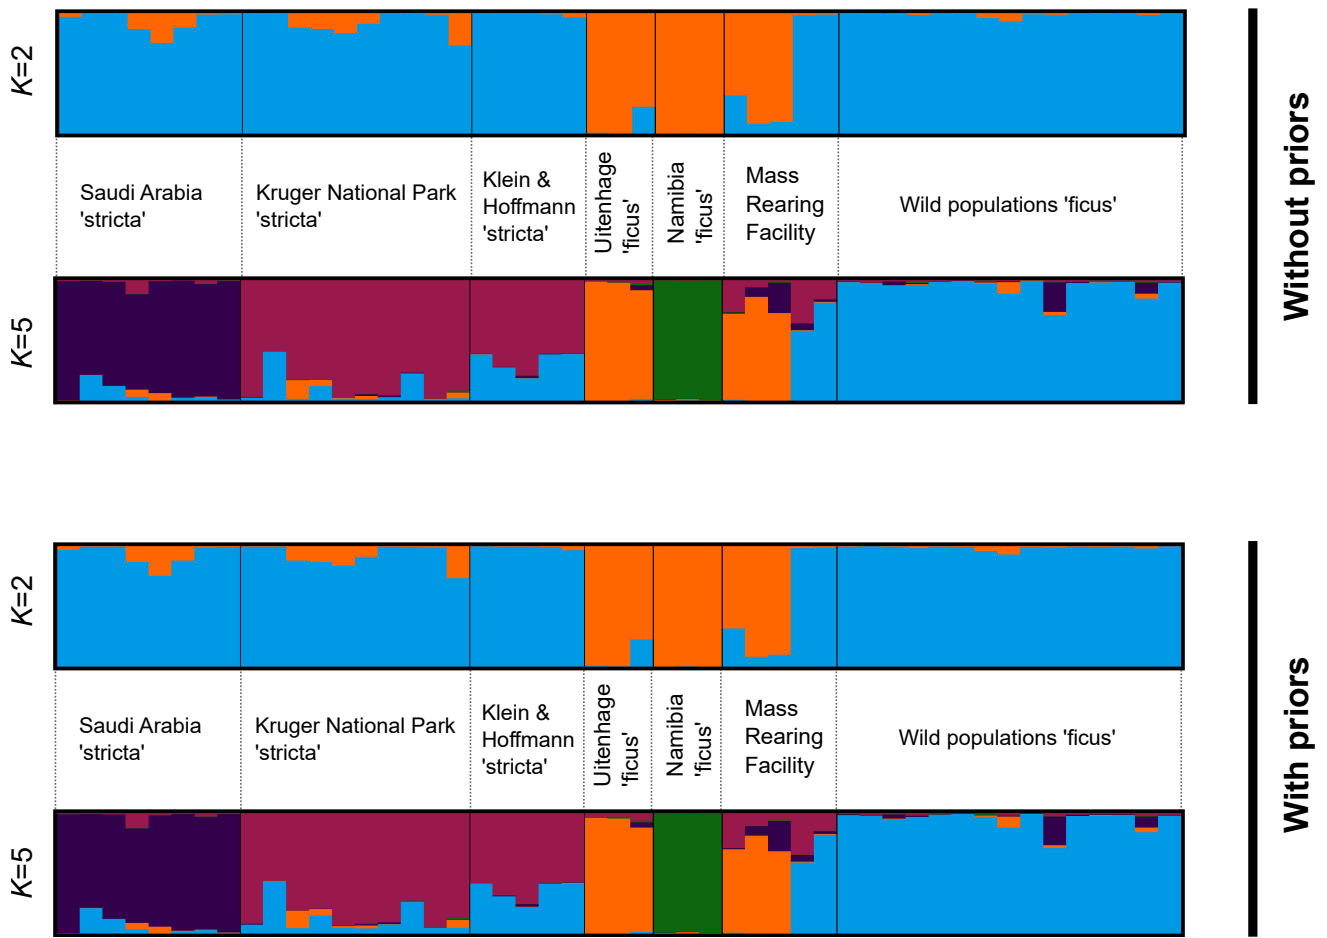 K=2
Saudi Arabia
'stricta'
Kruger National Park
'stricta'
Klein &
Hoffmann
'stricta'
Uitenhage
'ficus'
Namibia
'ficus'
Mass
Rearing
Facility
Wild populations 'ficus'
K=5
Without priors
K=2
Saudi Arabia
'stricta'
Kruger National Park
'stricta'
Klein &
Hoffmann
'stricta'
Uitenhage
'ficus'
Namibia
'ficus'
Mass
Rearing
Facility
Wild populations 'ficus'
K=5
With priors